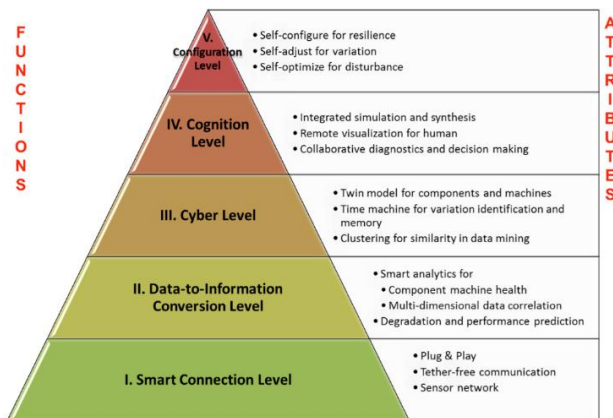 FUNCTIONS
ATTRIBUTES
V.
Configuration
Level
• Self-configure for resilience
• Self-adjust for variation
• Self-optimize for disturbance
IV. Cognition
Level
• Integrated simulation and synthesis
• Remote visualization for human
• Collaborative diagnostics and decision making
III. Cyber Level
• Twin model for components and machines
• Time machine for variation identification and
memory
• Clustering for similarity in data mining
II. Data-to-Information
Conversion Level
• Smart analytics for
• Component machine health
• Multi-dimensional data correlation
• Degradation and performance prediction
I. Smart Connection Level
• Plug & Play
• Tether-free communication
• Sensor network